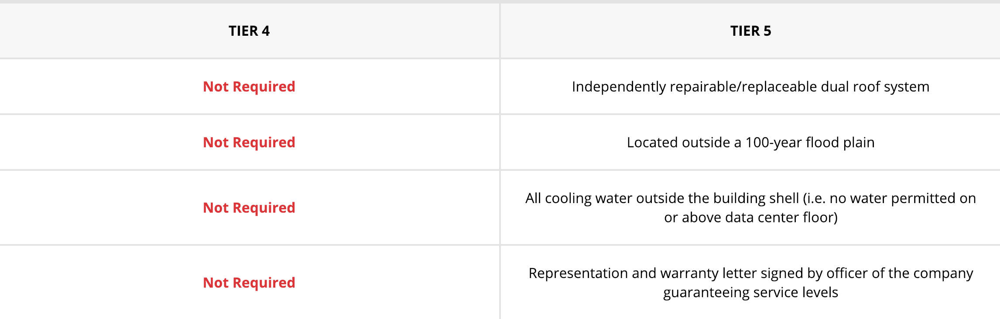 TIER 4
TIER 5
Not Required
Independently repairable/replaceable dual roof system
Not Required
Located outside a 100-year flood plain
Not Required
All cooling water outside the building shell (i.e. no water permitted on
or above data center floor)
Not Required
Representation and warranty letter signed by officer of the company
guaranteeing service levels